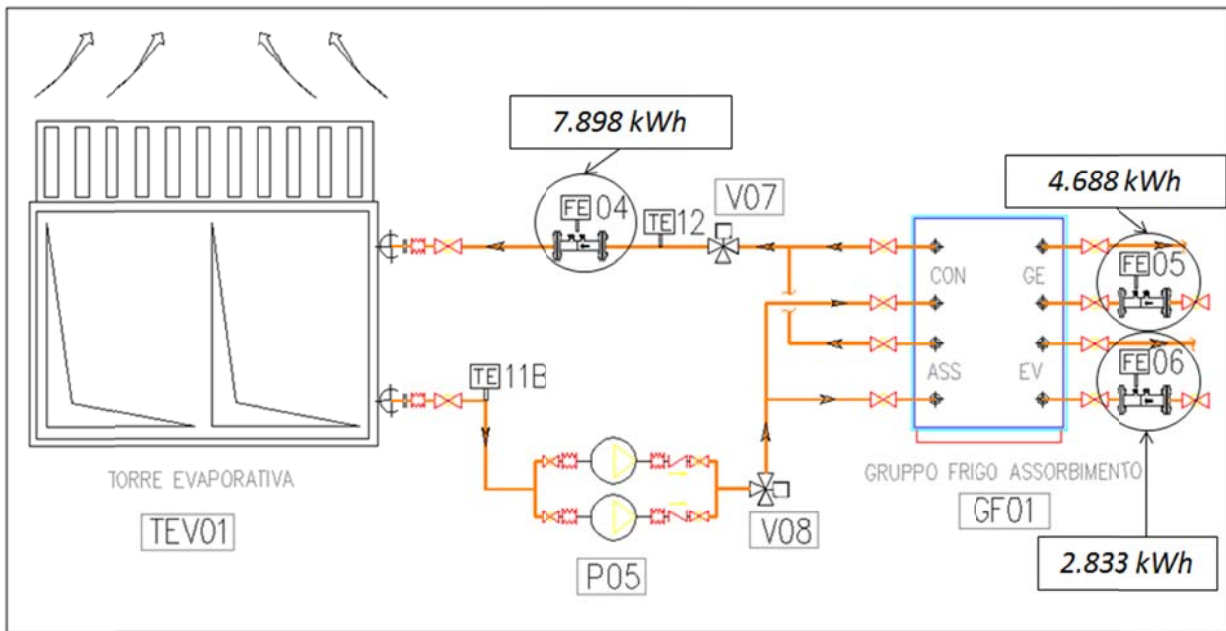 7.898 kWh
4.688 kWh
FE 04
TE 12
V07
CON
GE
FE 05
TE 11B
ASS
EV
FE 06
TORRE EVAPORATIVA
TEV01
P05
V08
GRUPPO FRIGO ASSORBIMENTO
GF01
2.833 kWh